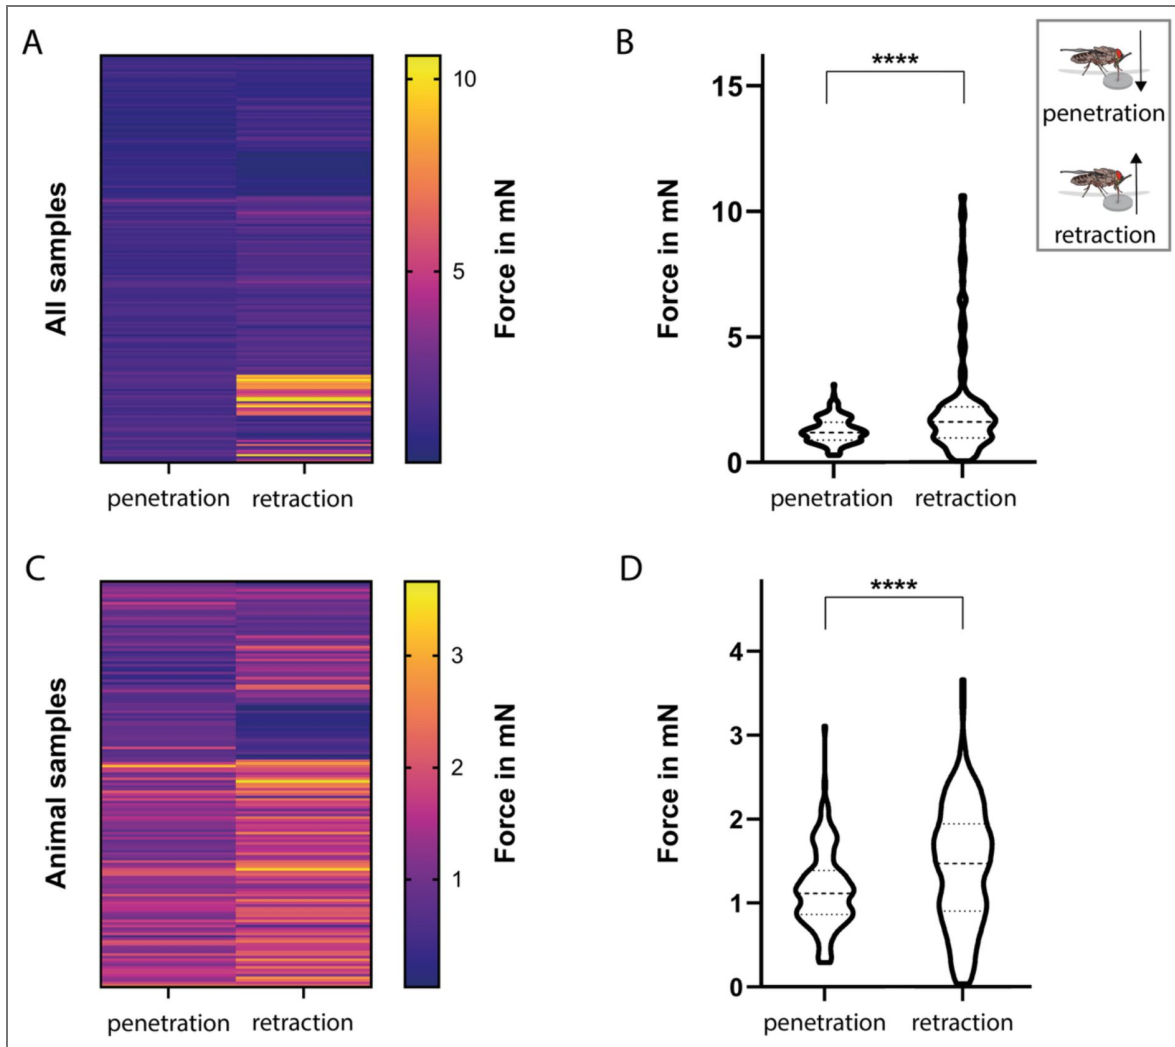 A
All samples
10
5
Force in mN
penetration
retraction
B
****
15
10
5
0
Force in mN
penetration
retraction
penetration
retraction
C
Animal samples
3
2
1
Force in mN
penetration
retraction
D
****
4
3
2
1
0
Force in mN
penetration
retraction